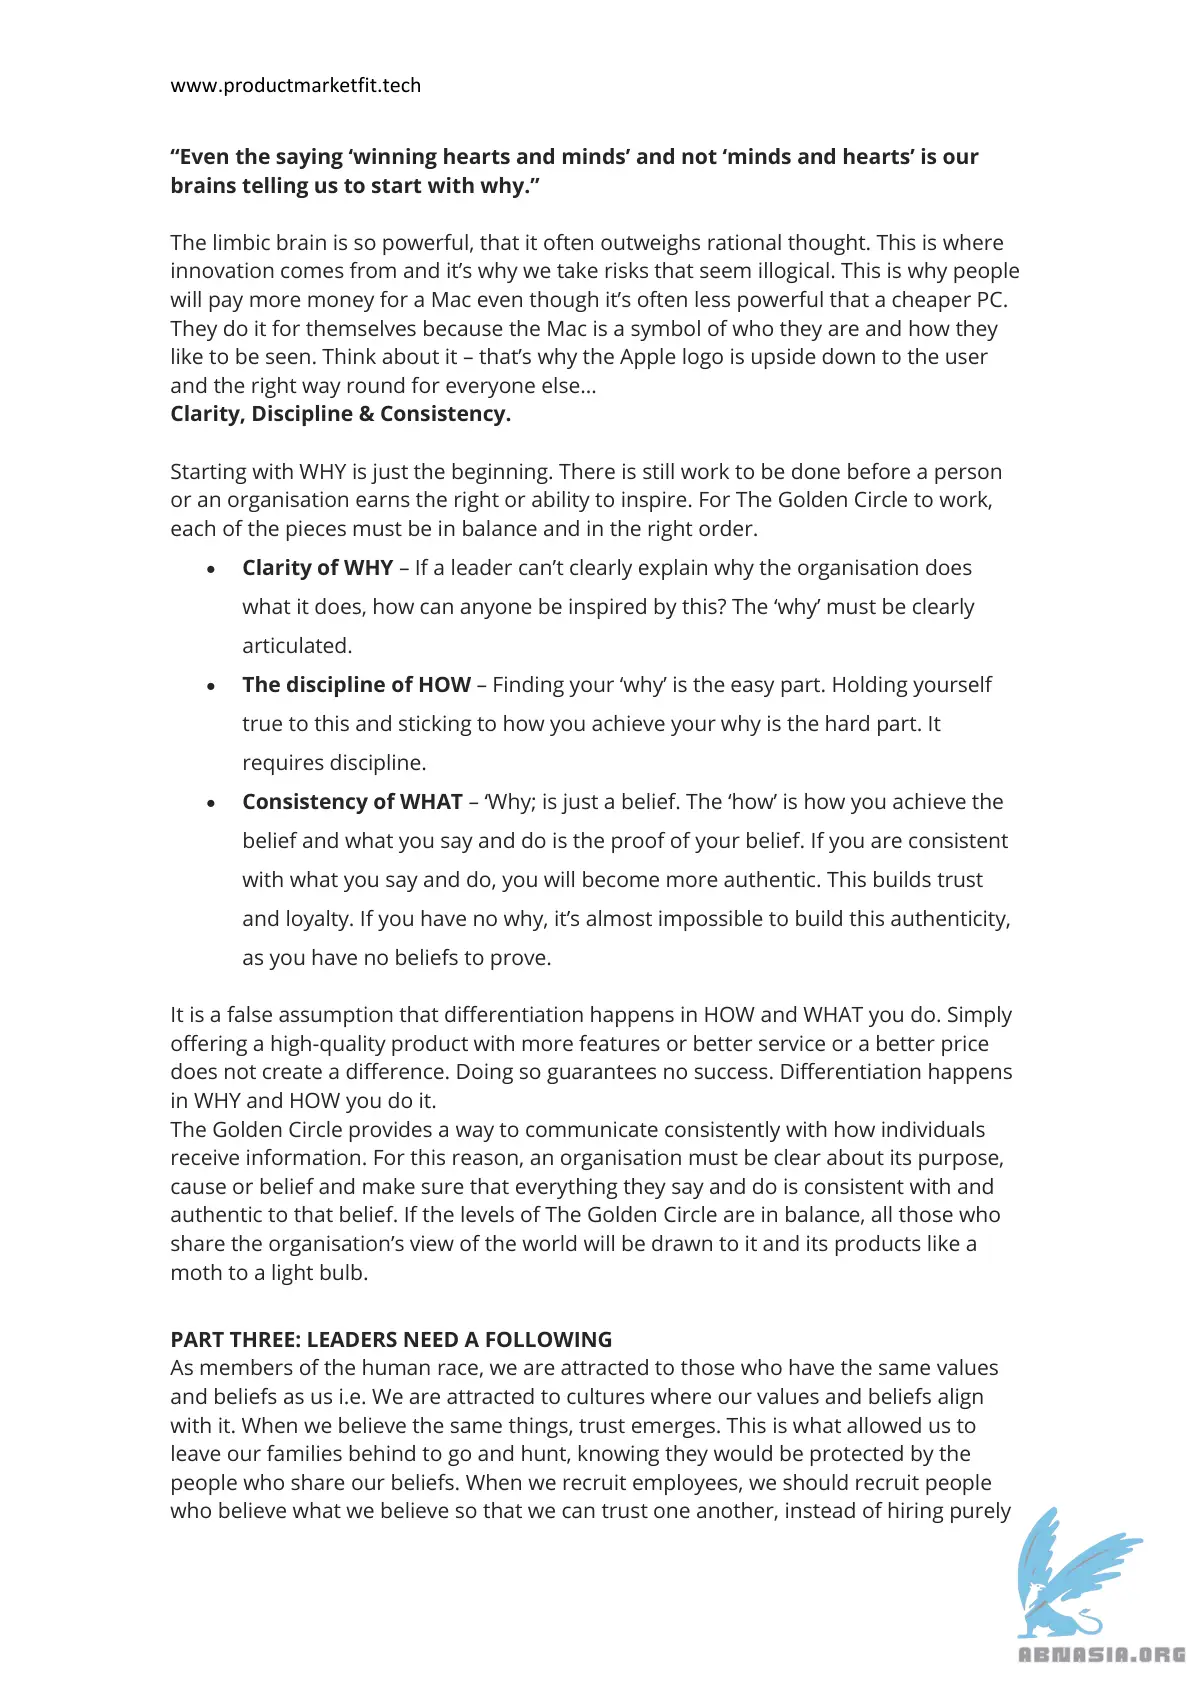 www.productmarketfit.tech
“Even the saying ‘winning hearts and minds’ and not ‘minds and hearts’ is our
brains telling us to start with why.”
The limbic brain is so powerful, that it often outweighs rational thought. This is where
innovation comes from and it’s why we take risks that seem illogical. This is why people
will pay more money for a Mac even though it’s often less powerful that a cheaper PC.
They do it for themselves because the Mac is a symbol of who they are and how they
like to be seen. Think about it – that’s why the Apple logo is upside down to the user
and the right way round for everyone else…
Clarity, Discipline & Consistency.
Starting with WHY is just the beginning. There is still work to be done before a person
or an organisation earns the right or ability to inspire. For The Golden Circle to work,
each of the pieces must be in balance and in the right order.
• Clarity of WHY – If a leader can’t clearly explain why the organisation does
what it does, how can anyone be inspired by this? The ‘why’ must be clearly
articulated.
• The discipline of HOW – Finding your ‘why’ is the easy part. Holding yourself
true to this and sticking to how you achieve your why is the hard part. It
requires discipline.
• Consistency of WHAT – ‘Why; is just a belief. The ‘how’ is how you achieve the
belief and what you say and do is the proof of your belief. If you are consistent
with what you say and do, you will become more authentic. This builds trust
and loyalty. If you have no why, it’s almost impossible to build this authenticity,
as you have no beliefs to prove.
It is a false assumption that differentiation happens in HOW and WHAT you do. Simply
offering a high-quality product with more features or better service or a better price
does not create a difference. Doing so guarantees no success. Differentiation happens
in WHY and HOW you do it.
The Golden Circle provides a way to communicate consistently with how individuals
receive information. For this reason, an organisation must be clear about its purpose,
cause or belief and make sure that everything they say and do is consistent with and
authentic to that belief. If the levels of The Golden Circle are in balance, all those who
share the organisation’s view of the world will be drawn to it and its products like a
moth to a light bulb.
PART THREE: LEADERS NEED A FOLLOWING
As members of the human race, we are attracted to those who have the same values
and beliefs as us i.e. We are attracted to cultures where our values and beliefs align
with it. When we believe the same things, trust emerges. This is what allowed us to
leave our families behind to go and hunt, knowing they would be protected by the
people who share our beliefs. When we recruit employees, we should recruit people
who believe what we believe so that we can trust one another, instead of hiring purely
ABNASIA.ORG